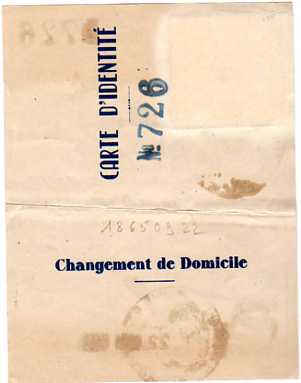 CARTE D'IDENTITÉ
Nº 726
18650922
Changement de Domicile